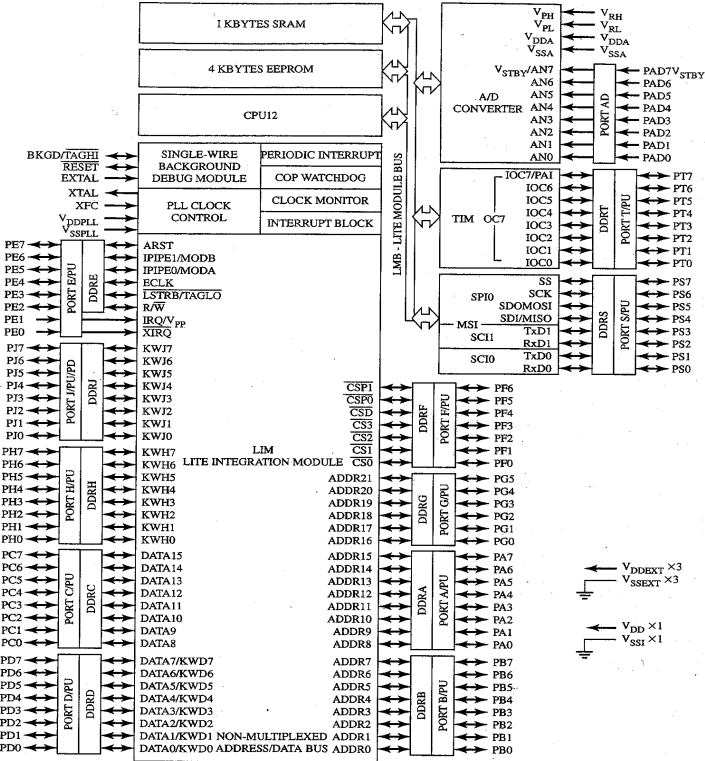 1 KBYTES SRAM
4 KBYTES EEPROM
CPU12
LMB - LITE MODULE BUS
BKGD/TAGHI
RESET
EXTAL
XTAL
XFC
VDDPLL
VSSPLL
SINGLE-WIRE
BACKGROUND
DEBUG MODULE
PERIODIC INTERRUPT
COP WATCHDOG
PLL CLOCK
CONTROL
CLOCK MONITOR
INTERRUPT BLOCK
PE7
PE6
PE5
PE4
PE3
PE2
PE1
PE0
PORT E/PU
DDRE
ARST
IPIPE1/MODB
IPIPE0/MODA
ECLK
LSTRB/TAGLO
R/W
IRQ/VPP
XIRQ
PJ7
PJ6
PJ5
PJ4
PJ3
PJ2
PJ1
PJ0
PORT J/PU/PD
DDRJ
KWJ7
KWJ6
KWJ5
KWJ4
KWJ3
KWJ2
KWJ1
KWJ0
PH7
PH6
PH5
PH4
PH3
PH2
PH1
PH0
PORT H/PU
DDRH
KWH7
KWH6
KWH5
KWH4
KWH3
KWH2
KWH1
KWH0
LIM
LITE INTEGRATION MODULE
PC7
PC6
PC5
PC4
PC3
PC2
PC1
PC0
PORT C/PU
DDRC
DATA15
DATA14
DATA13
DATA12
DATA11
DATA10
DATA9
DATA8
PD7
PD6
PD5
PD4
PD3
PD2
PD1
PD0
PORT D/PU
DDRD
DATA7/KWD7
DATA6/KWD6
DATA5/KWD5
DATA4/KWD4
DATA3/KWD3
DATA2/KWD2
DATA1/KWD1
DATA0/KWD0
NON-MULTIPLEXED
ADDRESS/DATA BUS
A/D
CONVERTER
VPH
VPL
VDDA
VSSA
VRH
VRL
VDDA
VSSA
VSTBY/AN7
AN6
AN5
AN4
AN3
AN2
AN1
AN0
PORT AD
PAD7VSTBY
PAD6
PAD5
PAD4
PAD3
PAD2
PAD1
PAD0
TIM
OC7
IOC7/PAI
IOC6
IOC5
IOC4
IOC3
IOC2
IOC1
IOC0
DDRT
PORT T/PU
PT7
PT6
PT5
PT4
PT3
PT2
PT1
PT0
SPI0
MSI
SCI1
SCI0
SS
SCK
SDOMOSI
SDI/MISO
TxD1
RxD1
TxD0
RxD0
DDRS
PORT S/PU
PS7
PS6
PS5
PS4
PS3
PS2
PS1
PS0
CSP1
CSP0
CSD
CS3
CS2
CS1
CS0
DDRF
PORT F/PU
PF6
PF5
PF4
PF3
PF2
PF1
PF0
ADDR21
ADDR20
ADDR19
ADDR18
ADDR17
ADDR16
DDRG
PORT G/PU
PG5
PG4
PG3
PG2
PG1
PG0
ADDR15
ADDR14
ADDR13
ADDR12
ADDR11
ADDR10
ADDR9
ADDR8
DDRA
PORT A/PU
PA7
PA6
PA5
PA4
PA3
PA2
PA1
PA0
ADDR7
ADDR6
ADDR5
ADDR4
ADDR3
ADDR2
ADDR1
ADDR0
DDRB
PORT B/PU
PB7
PB6
PB5
PB4
PB3
PB2
PB1
PB0
VDDEXT ×3
VSSEXT ×3
VDD ×1
VSSI ×1